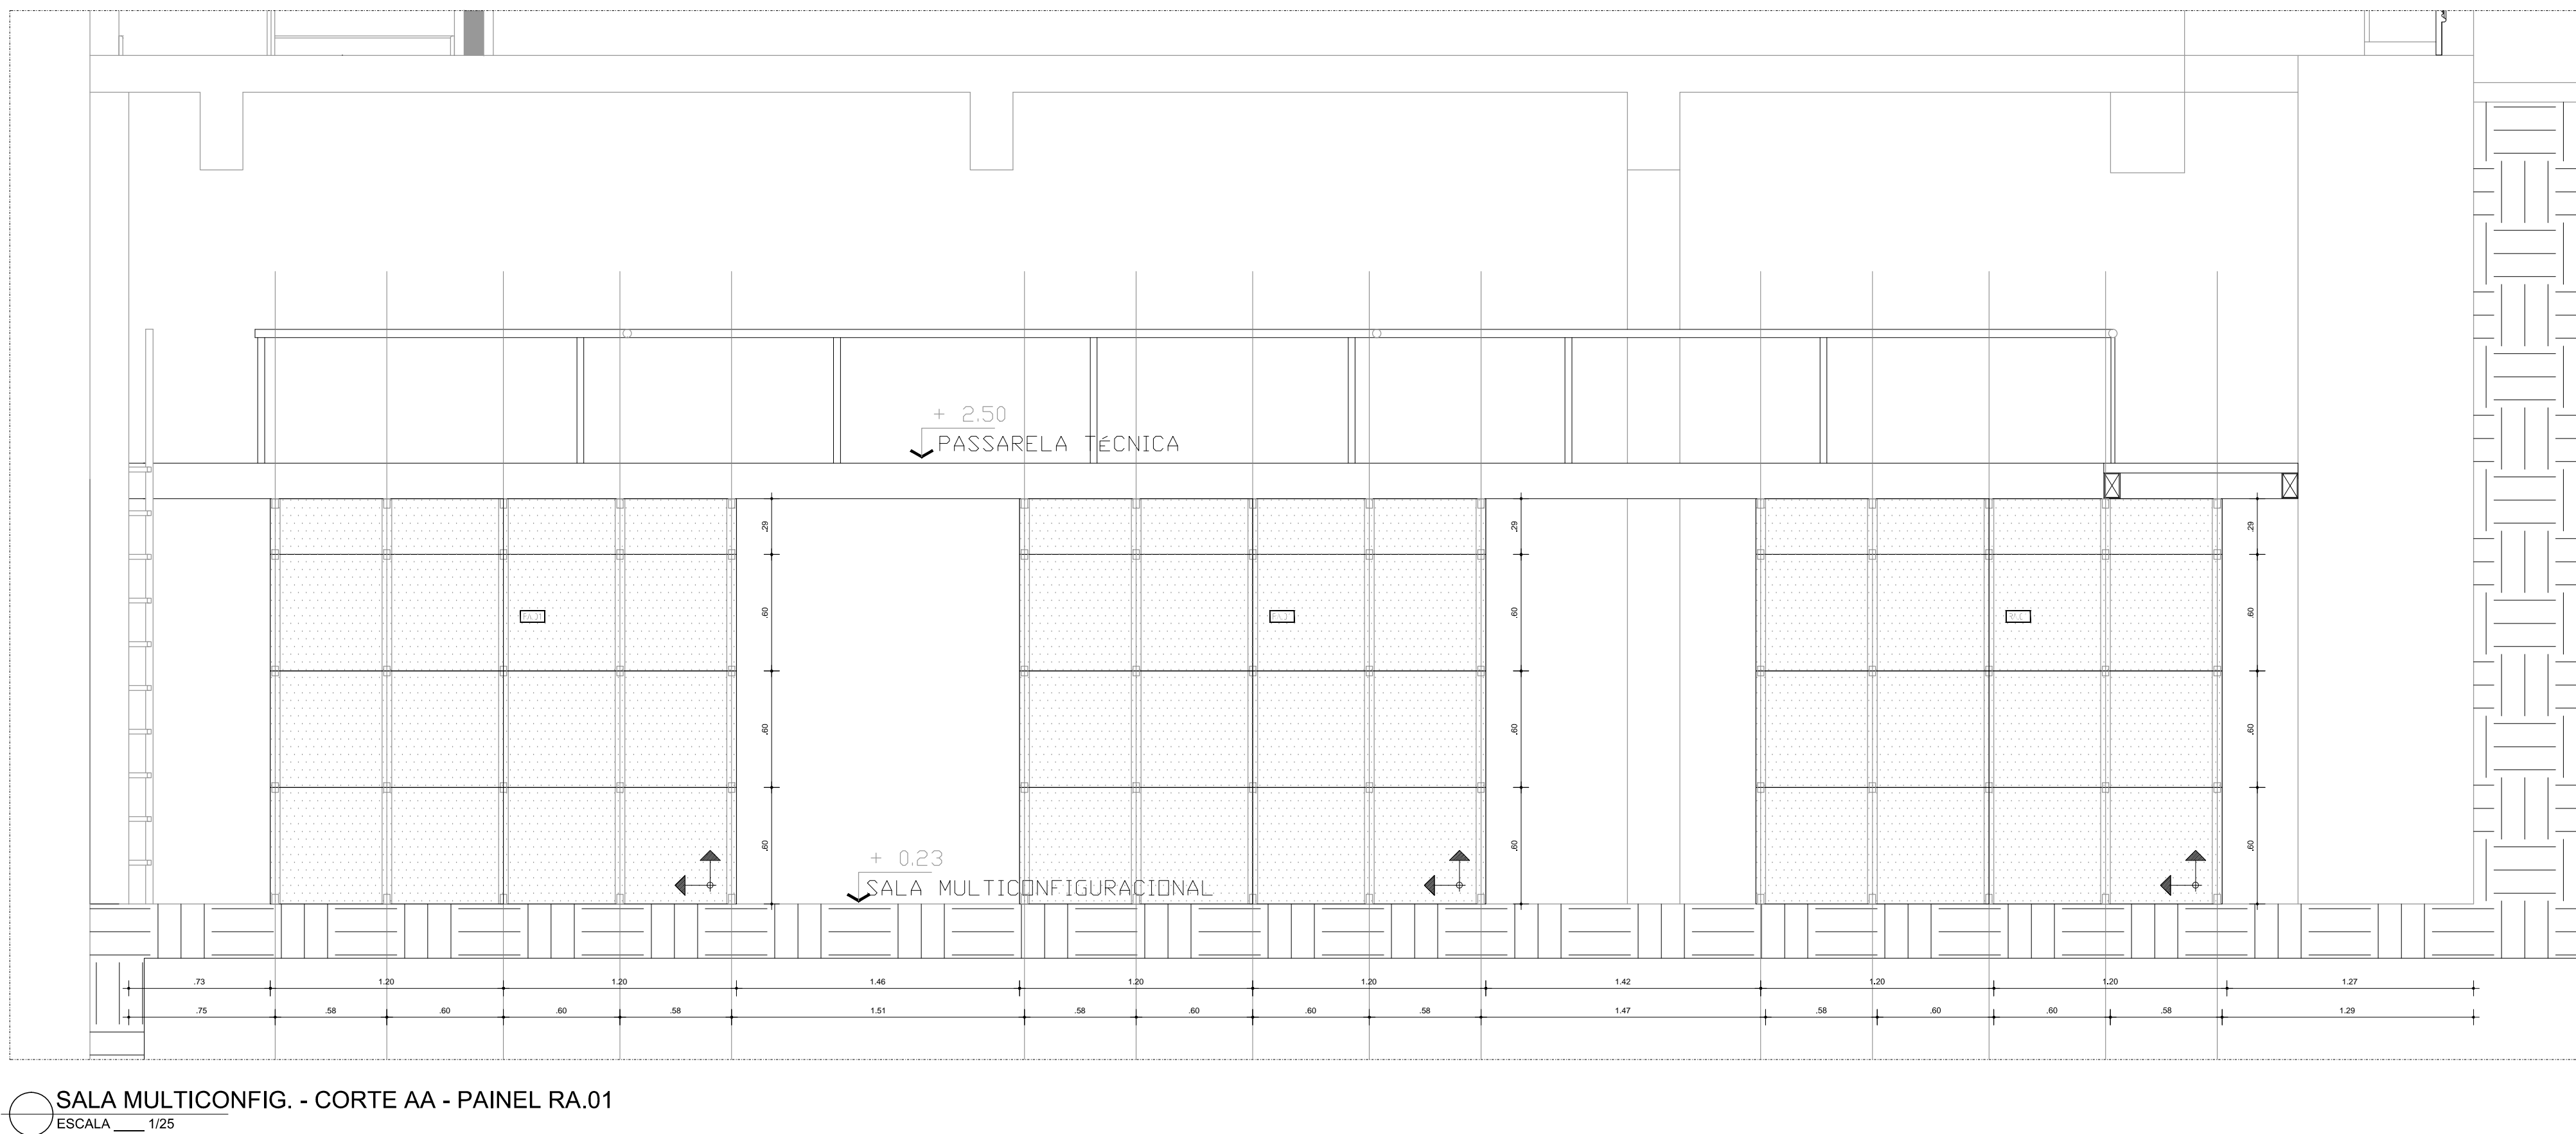 + 2.50
PASSARELA TÉCNICA
.29 .29 .29
.60 .60 .60
.60 .60 .60
.60 .60 .60
+ 0.23
SALA MULTICONFIGURACIONAL
.73 1.20 1.20 1.46 1.20 1.20 1.42 1.20 1.20 1.27
.75 .58 .60 .60 .58 1.51 .58 .60 .60 .58 1.47 .58 .60 .60 .58 1.29
SALA MULTICONFIG. - CORTE AA - PAINEL RA.01
ESCALA ____ 1/25